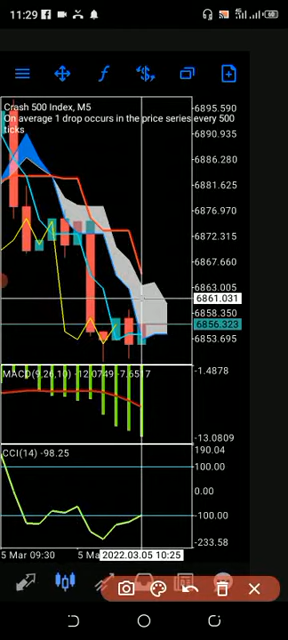 11:29
4G
Crash 500 Index, M5
On average 1 drop occurs in the price series every 500
ticks
6895.590
6890.935
6886.280
6881.625
6876.970
6872.315
6867.660
6863.005
6861.031
6858.350
6856.323
6853.695
MACD(9,26,10) -12.0749 -7.6517
-1.4878
-13.0809
CCI(14) -98.25
190.04
100.00
0.00
-100.00
-233.58
5 Mar 09:30
5 Ma
2022.03.05 10:25